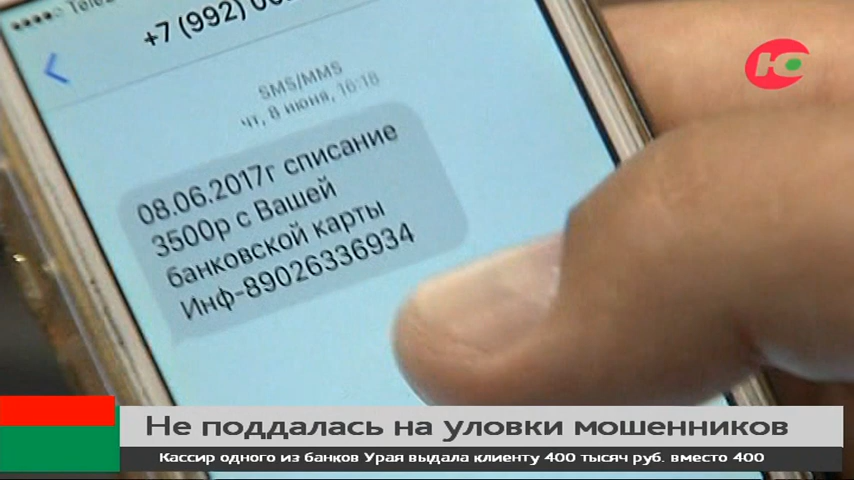 +7 (992)
SMS/MMS
чт, 8 июня, 16:18
08.06.2017г списание
3500р с Вашей
банковской карты
Инф-89026336934
Ю
Не поддалась на уловки мошенников
Кассир одного из банков Урая выдала клиенту 400 тысяч руб. вместо 400